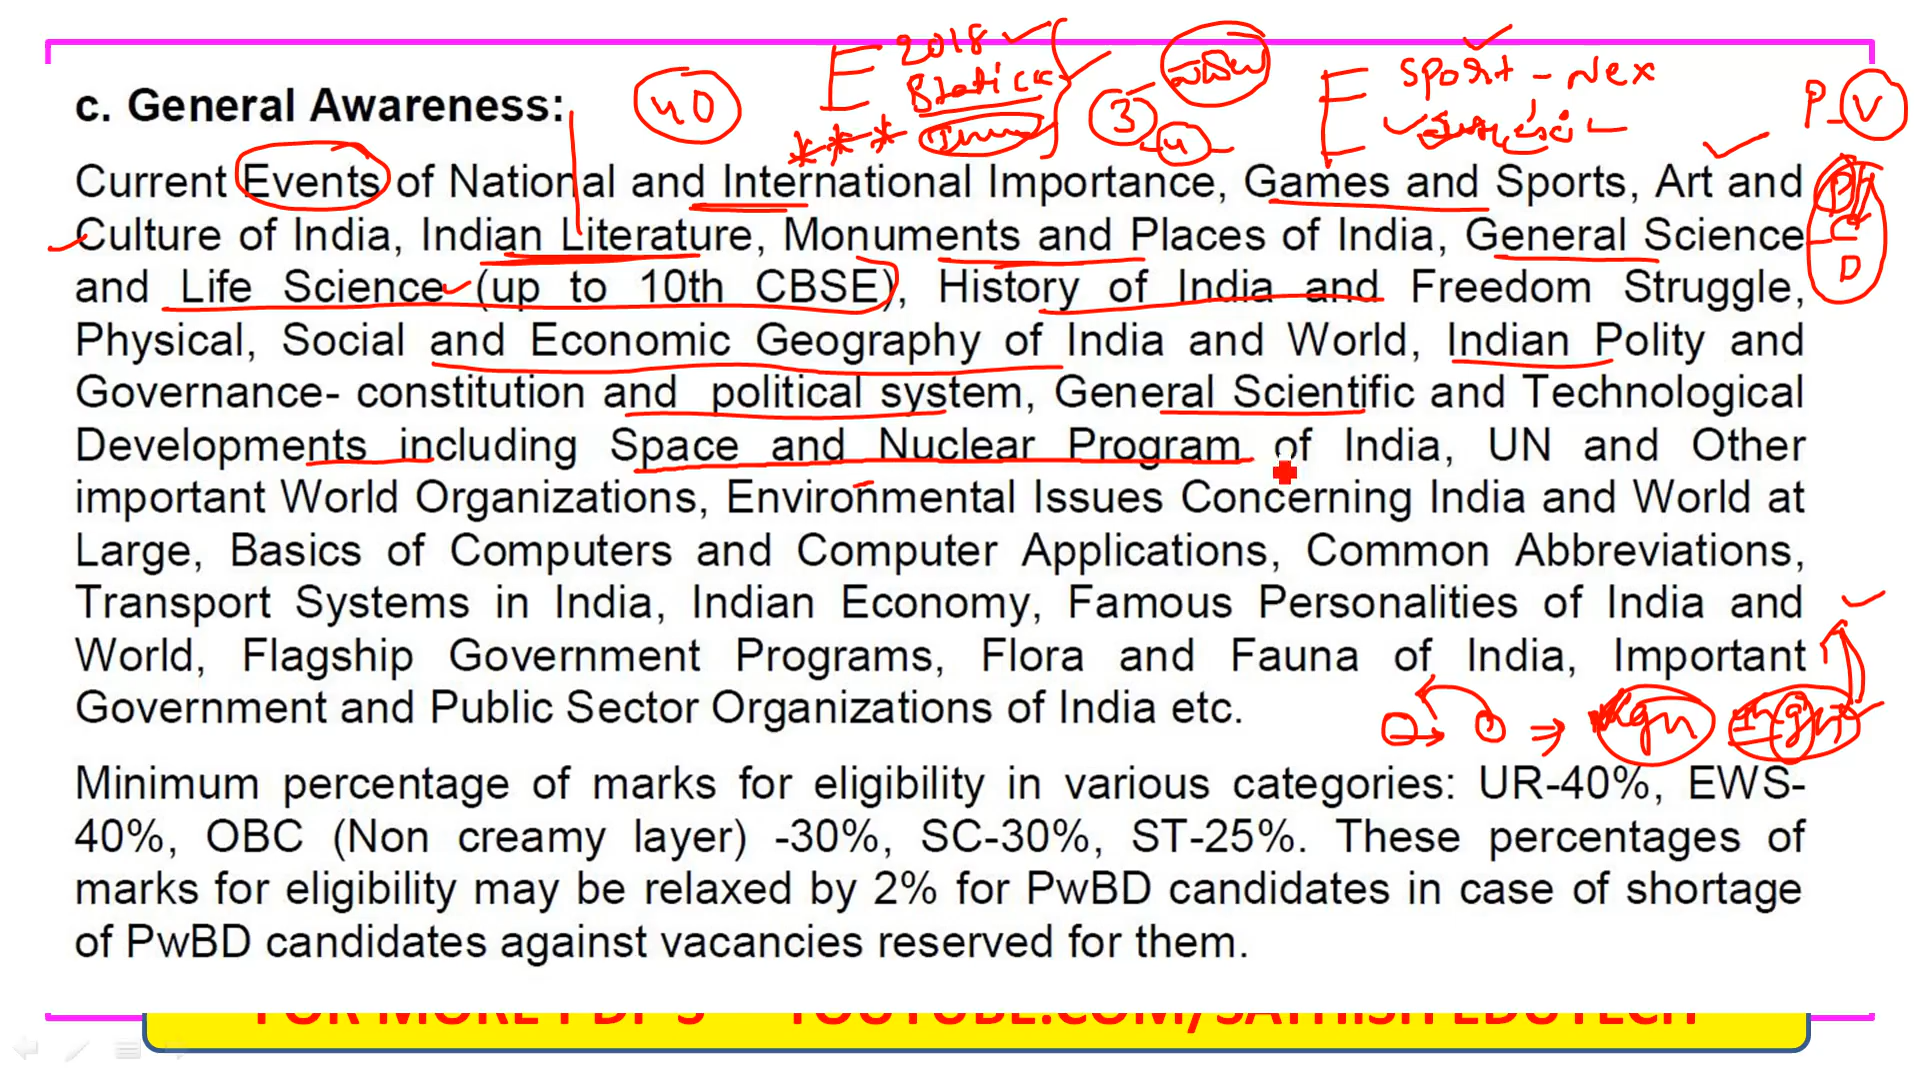 2018
Statick
40
3
4
Sport - Nex
P-V
c. General Awareness:
Current Events of National and International Importance, Games and Sports, Art and
Culture of India, Indian Literature, Monuments and Places of India, General Science
and Life Science (up to 10th CBSE), History of India and Freedom Struggle,
Physical, Social and Economic Geography of India and World, Indian Polity and
Governance- constitution and political system, General Scientific and Technological
Developments including Space and Nuclear Program of India, UN and Other
important World Organizations, Environmental Issues Concerning India and World at
Large, Basics of Computers and Computer Applications, Common Abbreviations,
Transport Systems in India, Indian Economy, Famous Personalities of India and
World, Flagship Government Programs, Flora and Fauna of India, Important
Government and Public Sector Organizations of India etc.
Minimum percentage of marks for eligibility in various categories: UR-40%, EWS-
40%, OBC (Non creamy layer) -30%, SC-30%, ST-25%. These percentages of
marks for eligibility may be relaxed by 2% for PwBD candidates in case of shortage
of PwBD candidates against vacancies reserved for them.
FOR MORE PDF'S YOUTUBE.COM/SATHISH EDUTECH